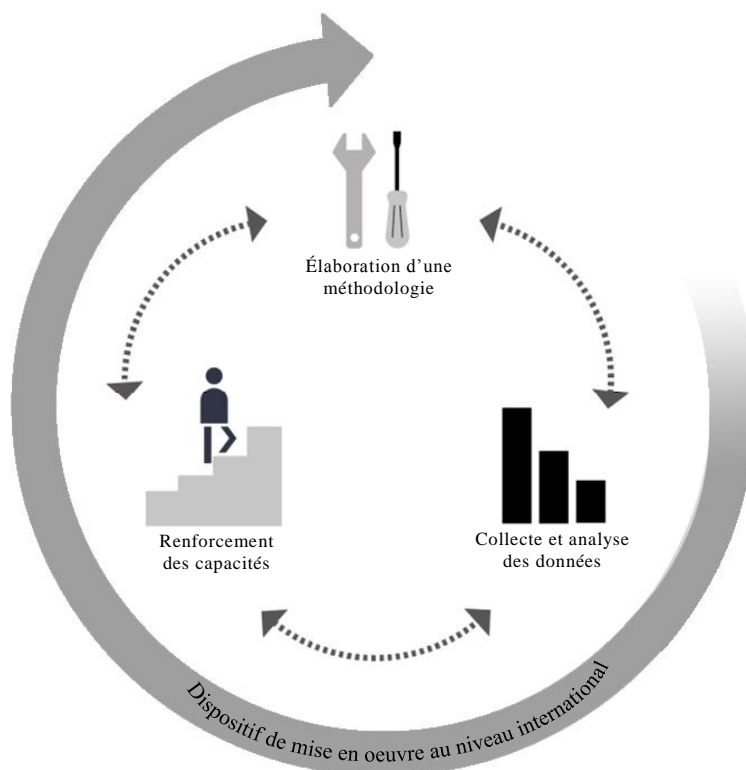 Élaboration d’une
méthodologie
Renforcement
des capacités
Collecte et analyse
des données
Dispositif de mise en oeuvre au niveau international